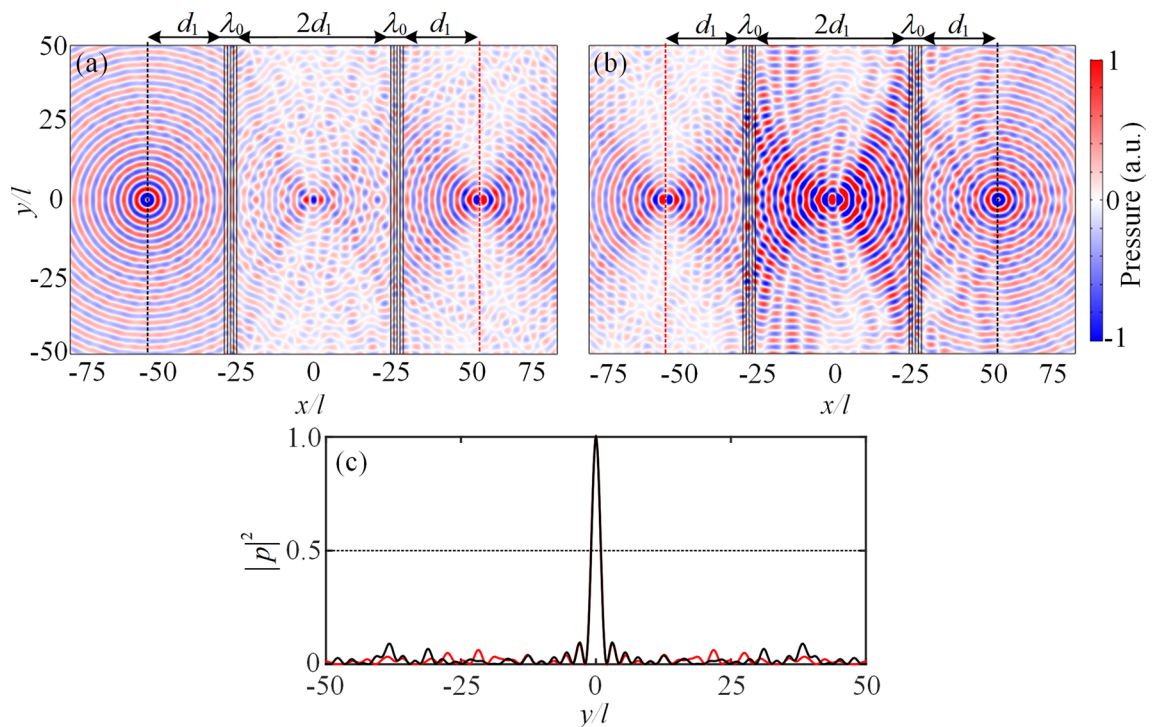 d₁ λ₀ 2d₁ λ₀ d₁
d₁ λ₀ 2d₁ λ₀ d₁
(a)
(b)
50
25
0
-25
-50
y/l
-75 -50 -25 0 -25 50 75
x/l
-75 -50 -25 0 -25 50 75
x/l
1
0
-1
Pressure (a.u.)
(c)
1.0
0.5
0
|p|²
-50 -25 0 25 50
y/l